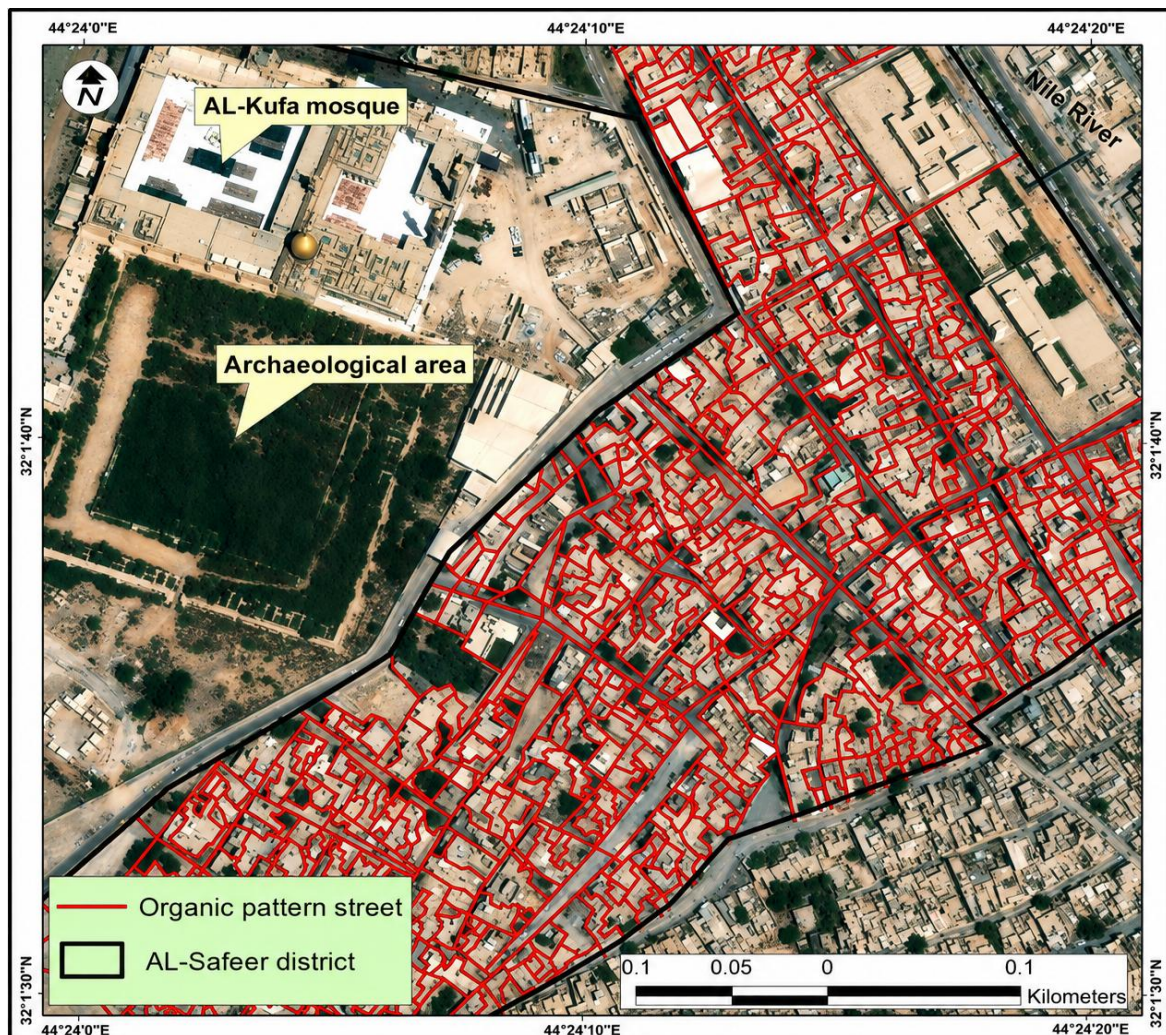 44°24'0"E
44°24'10"E
44°24'20"E
N
AL-Kufa mosque
Nile River
Archaeological area
32°1'40"N
32°1'40"N
Organic pattern street
AL-Safeer district
0.1 0.05 0 0.1
Kilometers
32°1'30"N
32°1'30"N
44°24'0"E
44°24'10"E
44°24'20"E